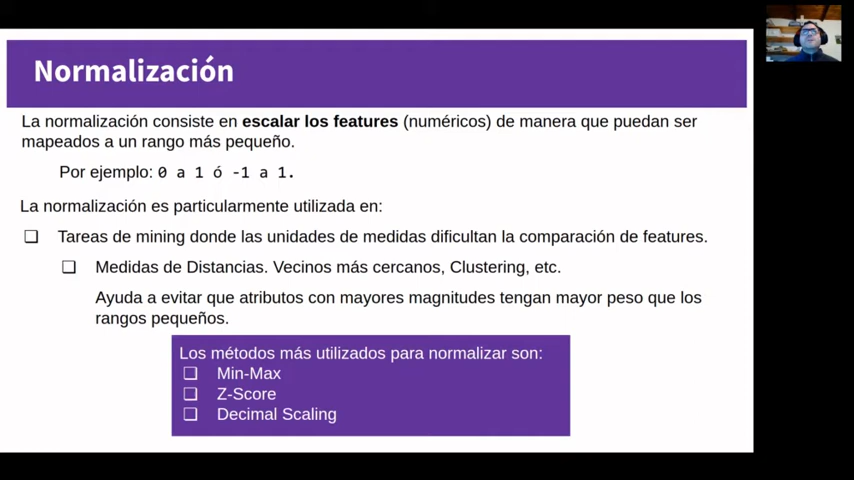 Normalización
La normalización consiste en escalar los features (numéricos) de manera que puedan ser
mapeados a un rango más pequeño.
Por ejemplo: 0 a 1 ó -1 a 1.
La normalización es particularmente utilizada en:
❏ Tareas de mining donde las unidades de medidas dificultan la comparación de features.
❏ Medidas de Distancias. Vecinos más cercanos, Clustering, etc.
Ayuda a evitar que atributos con mayores magnitudes tengan mayor peso que los
rangos pequeños.
Los métodos más utilizados para normalizar son:
❏ Min-Max
❏ Z-Score
❏ Decimal Scaling